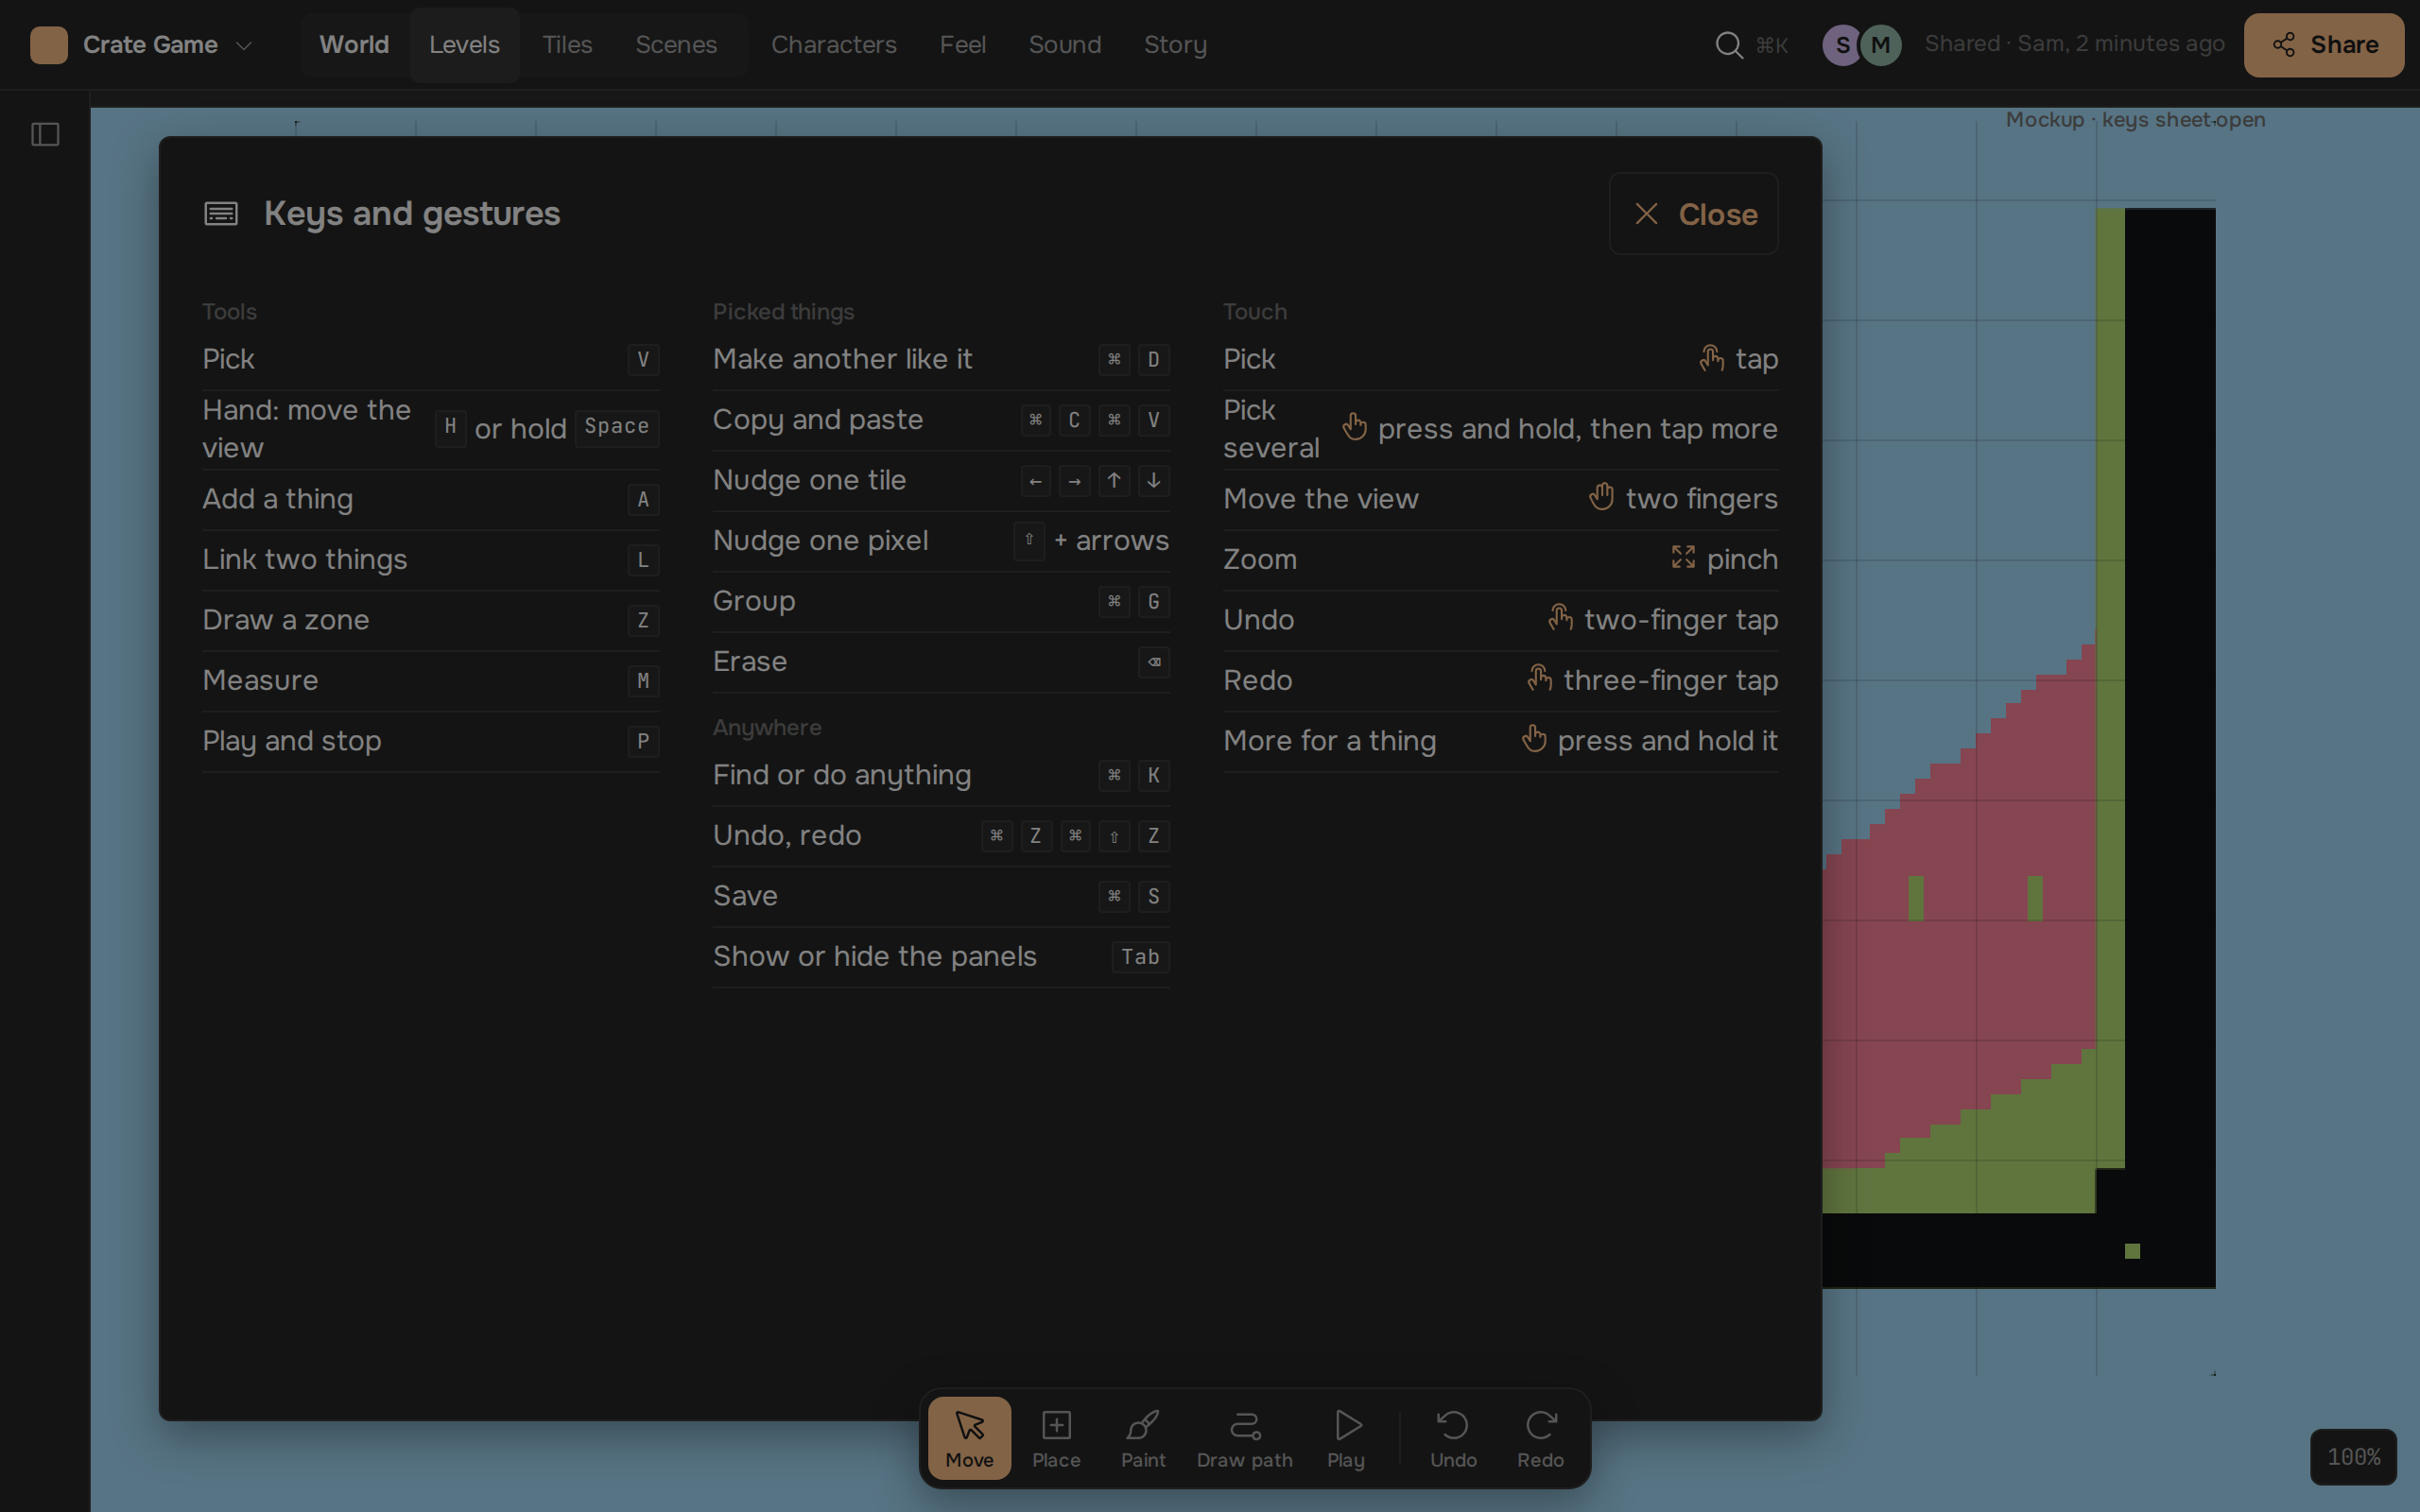 Crate Game
World
Levels
Tiles
Scenes
Characters
Feel
Sound
Story
⌘K
S
M
Shared · Sam, 2 minutes ago
Share
Mockup · keys sheet open
Keys and gestures
Close
Tools
Pick V
Hand: move the view H or hold Space
Add a thing A
Link two things L
Draw a zone Z
Measure M
Play and stop P
Picked things
Make another like it ⌘ D
Copy and paste ⌘ C ⌘ V
Nudge one tile ← → ↑ ↓
Nudge one pixel ⇧ + arrows
Group ⌘ G
Erase ⌫
Anywhere
Find or do anything ⌘ K
Undo, redo ⌘ Z ⌘ ⇧ Z
Save ⌘ S
Show or hide the panels Tab
Touch
Pick tap
Pick several press and hold, then tap more
Move the view two fingers
Zoom pinch
Undo two-finger tap
Redo three-finger tap
More for a thing press and hold it
Move
Place
Paint
Draw path
Play
Undo
Redo
100%